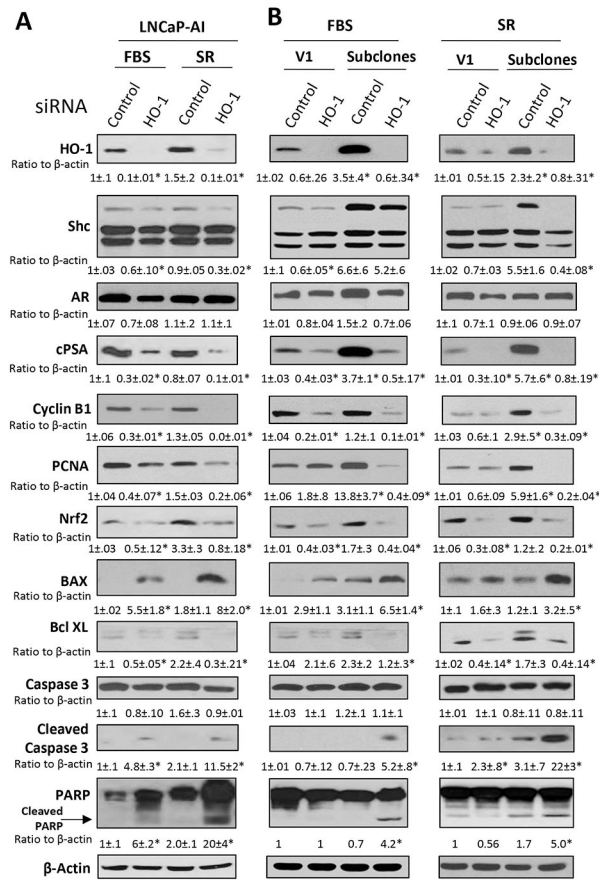 A B
LNCaP-AI FBS SR
FBS SR V1 Subclones V1 Subclones
siRNA Control HO-1 Control HO-1 Control HO-1 Control HO-1 Control HO-1 Control HO-1
HO-1
Ratio to β-actin
1±.1 0.1±.01* 1.5±.2 0.1±.01* 1±.02 0.6±.26 3.5±.4* 0.6±.34* 1±.01 0.5±.15 2.3±.2* 0.8±.31*
Shc
Ratio to β-actin
1±.03 0.6±.10* 0.9±.05 0.3±.02* 1±.1 0.6±.05* 6.6±.6 5.2±.6 1±.02 0.7±.03 5.5±1.6 0.4±.08*
AR
Ratio to β-actin
1±.07 0.7±.08 1.1±.2 1.1±.1 1±.01 0.8±.04 1.5±.2 0.7±.06 1±.1 0.7±.1 0.9±.06 0.9±.07
cPSA
Ratio to β-actin
1±.1 0.3±.02* 0.8±.07 0.1±.01* 1±.03 0.4±.03* 3.7±.1* 0.5±.17* 1±.01 0.3±.10* 5.7±.6* 0.8±.19*
Cyclin B1
Ratio to β-actin
1±.06 0.3±.01* 1.3±.05 0.0±.01* 1±.04 0.2±.01* 1.2±.1 0.1±.01* 1±.03 0.6±.1 2.9±.5* 0.3±.09*
PCNA
Ratio to β-actin
1±.04 0.4±.07* 1.5±.03 0.2±.06* 1±.06 1.8±.8 13.8±3.7* 0.4±.09* 1±.01 0.6±.09 5.9±1.6* 0.2±.04*
Nrf2
Ratio to β-actin
1±.03 0.5±.12* 3.3±.3 0.8±.18* 1±.01 0.4±.03* 1.7±.3 0.4±.04* 1±.06 0.3±.08* 1.2±.2 0.2±.01*
BAX
Ratio to β-actin
1±.02 5.5±1.8* 1.8±1.1 8±2.0* 1±.01 2.9±1.1 3.1±1.1 6.5±1.4* 1±.1 1.6±.3 1.2±.1 3.2±.5*
Bcl XL
Ratio to β-actin
1±.1 0.5±.05* 2.2±.4 0.3±.21* 1±.04 2.1±.6 2.3±.2 1.2±.3* 1±.02 0.4±.14* 1.7±.3 0.4±.14*
Caspase 3
Ratio to β-actin
1±.1 0.8±.10 1.6±.3 0.9±.01 1±.03 1±.1 1.2±.1 1.1±.1 1±.01 1±.1 0.8±.11 0.8±.11
Cleaved
Caspase 3
Ratio to β-actin
1±.1 4.8±.3* 2.1±.1 11.5±2* 1±.01 0.7±.12 0.7±.23 5.2±.8* 1±.1 2.3±.8* 3.1±.7 22±3*
PARP
Cleaved
PARP
Ratio to β-actin
1±.1 6±.2* 2.0±.1 20±4* 1 1 0.7 4.2* 1 0.56 1.7 5.0*
β-Actin